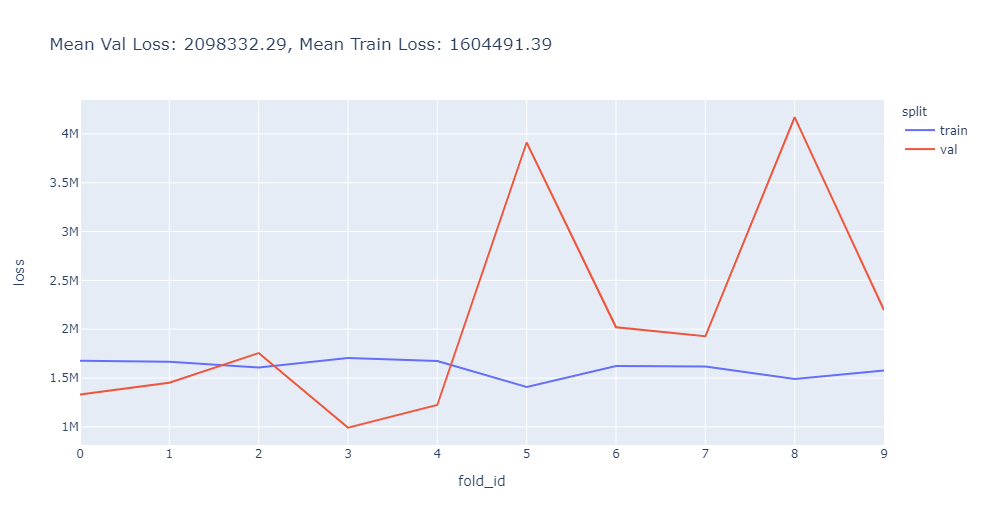 Mean Val Loss: 2098332.29, Mean Train Loss: 1604491.39
split
train
val
4M
3.5M
3M
2.5M
2M
1.5M
1M
loss
0 1 2 3 4 5 6 7 8 9
fold_id